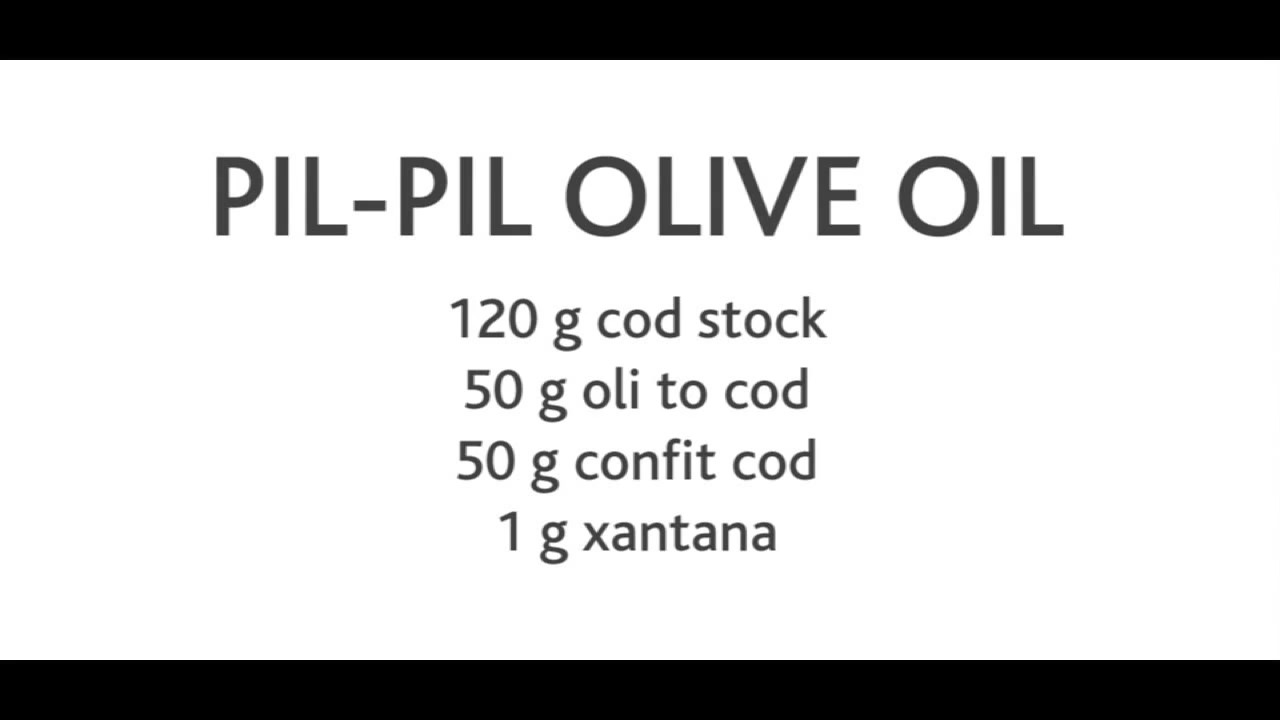 PIL-PIL OLIVE OIL
120 g cod stock
50 g oli to cod
50 g confit cod
1 g xantana